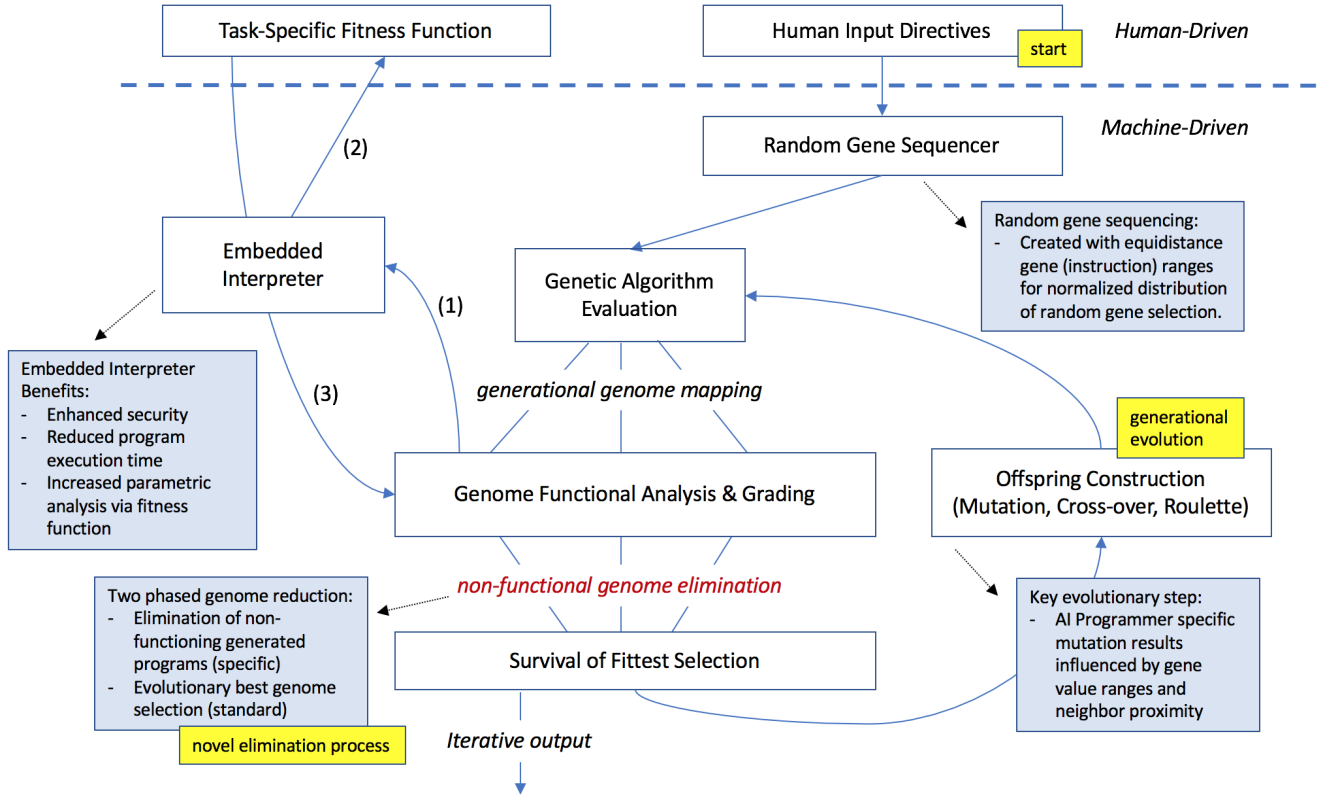 Task-Specific Fitness Function
Human Input Directives
start
Human-Driven
Machine-Driven
Random Gene Sequencer
(2)
Random gene sequencing:
- Created with equidistance
gene (instruction) ranges
for normalized distribution
of random gene selection.
Embedded
Interpreter
Genetic Algorithm
Evaluation
(1)
Embedded Interpreter
Benefits:
- Enhanced security
- Reduced program
execution time
- Increased parametric
analysis via fitness
function
(3)
generational genome mapping
generational
evolution
Genome Functional Analysis & Grading
Offspring Construction
(Mutation, Cross-over, Roulette)
non-functional genome elimination
Two phased genome reduction:
- Elimination of non-
functioning generated
programs (specific)
- Evolutionary best genome
selection (standard)
novel elimination process
Key evolutionary step:
- AI Programmer specific
mutation results
influenced by gene
value ranges and
neighbor proximity
Survival of Fittest Selection
Iterative output